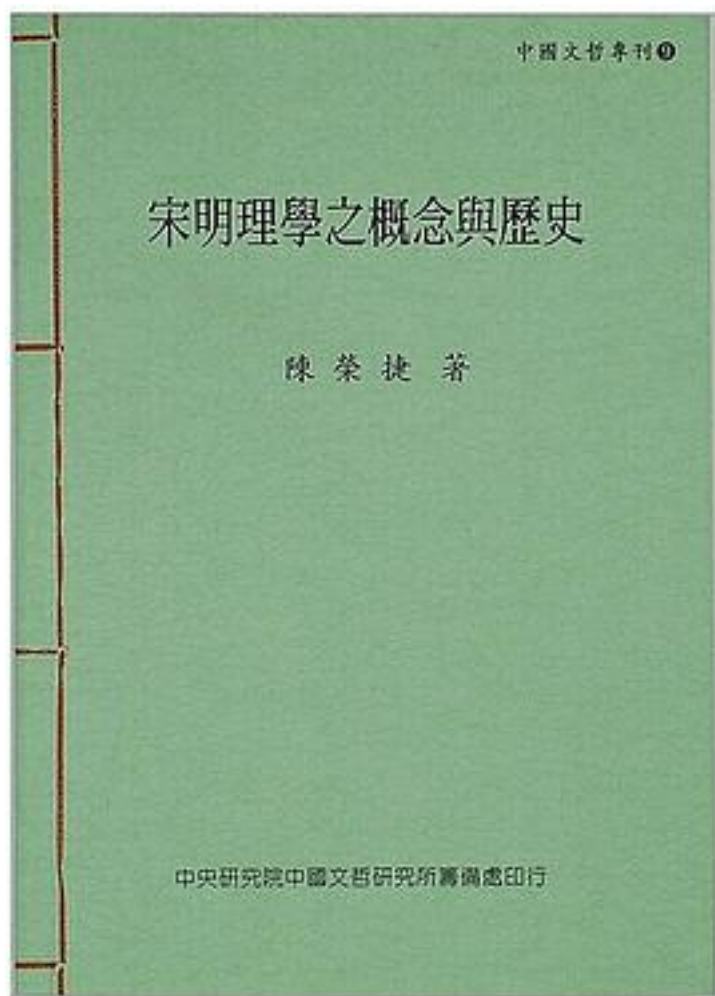 中國文哲專刊❾
宋明理學之概念與歷史
陳榮捷 著
中央研究院中國文哲研究所籌備處印行